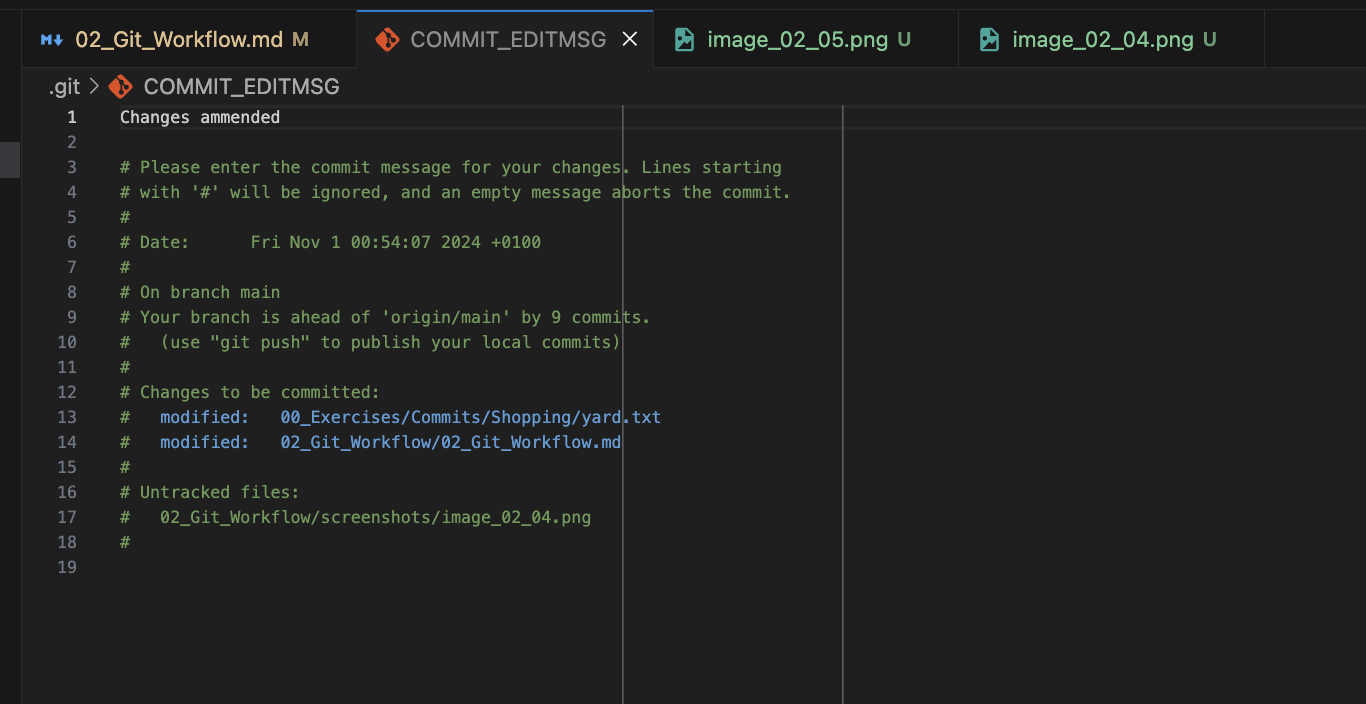 02_Git_Workflow.md M
COMMIT_EDITMSG
image_02_05.png U
image_02_04.png U
.git > COMMIT_EDITMSG
1 Changes ammended
2
3 # Please enter the commit message for your changes. Lines starting
4 # with '#' will be ignored, and an empty message aborts the commit.
5 #
6 # Date:      Fri Nov 1 00:54:07 2024 +0100
7 #
8 # On branch main
9 # Your branch is ahead of 'origin/main' by 9 commits.
10 #   (use "git push" to publish your local commits)
11 #
12 # Changes to be committed:
13 #   modified:   00_Exercises/Commits/Shopping/yard.txt
14 #   modified:   02_Git_Workflow/02_Git_Workflow.md
15 #
16 # Untracked files:
17 #   02_Git_Workflow/screenshots/image_02_04.png
18 #
19